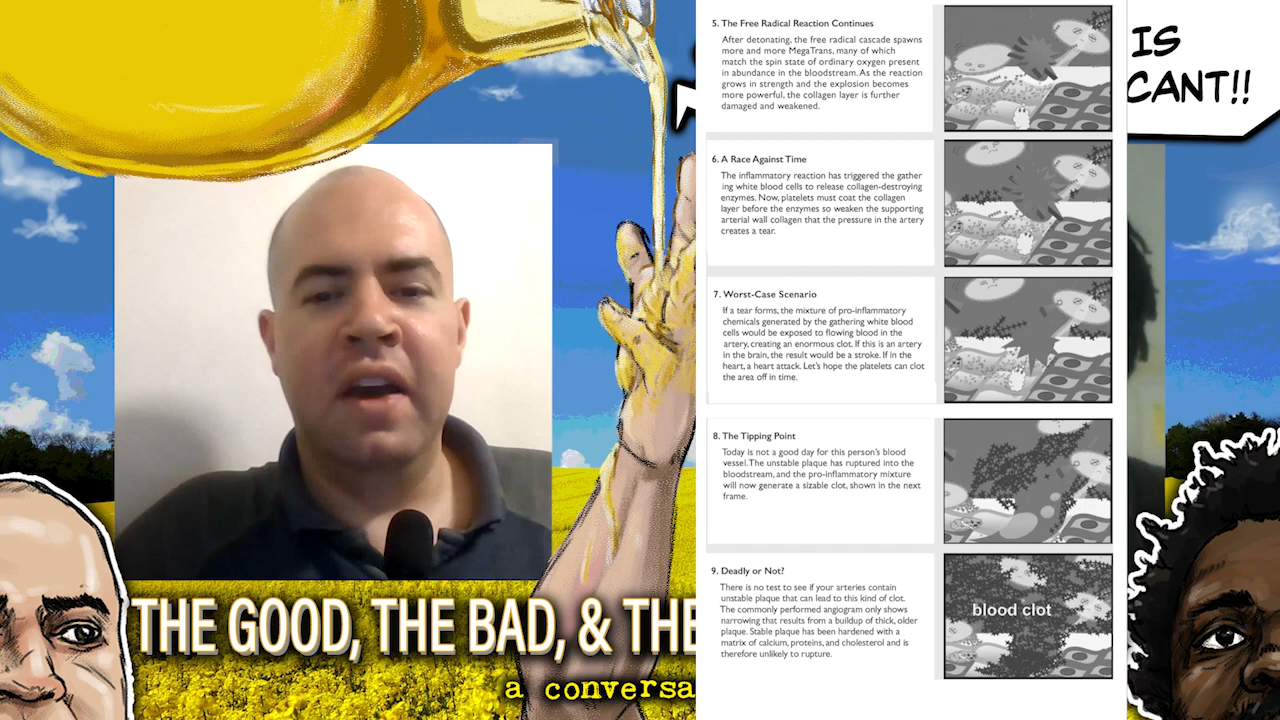 5. The Free Radical Reaction Continues
After detonating, the free radical cascade spawns
more and more MegaTrans, many of which
match the spin state of ordinary oxygen present
in abundance in the bloodstream. As the reaction
grows in strength and the explosion becomes
more powerful, the collagen layer is further
damaged and weakened.
6. A Race Against Time
The inflammatory reaction has triggered the gather
ing white blood cells to release collagen-destroying
enzymes. Now, platelets must coat the collagen
layer before the enzymes so weaken the supporting
arterial wall collagen that the pressure in the artery
creates a tear.
7. Worst-Case Scenario
If a tear forms, the mixture of pro-inflammatory
chemicals generated by the gathering white blood
cells would be exposed to flowing blood in the
artery, creating an enormous clot. If this is an artery
in the brain, the result would be a stroke. If in the
heart, a heart attack. Let's hope the platelets can clot
the area off in time.
8. The Tipping Point
Today is not a good day for this person's blood
vessel. The unstable plaque has ruptured into the
bloodstream, and the pro-inflammatory mixture
will now generate a sizable clot, shown in the next
frame.
9. Deadly or Not?
There is no test to see if your arteries contain
unstable plaque that can lead to this kind of clot.
The commonly performed angiogram only shows
narrowing that results from a buildup of thick, older
plaque. Stable plaque has been hardened with a
matrix of calcium, proteins, and cholesterol and is
therefore unlikely to rupture.
blood clot
IS
CANT!!
THE GOOD, THE BAD, & THE
a conversa